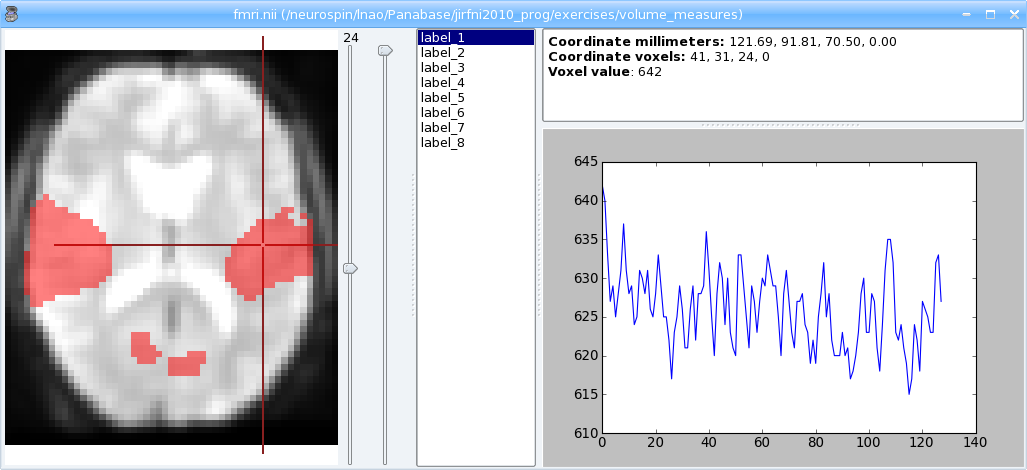 fmri.nii (/neurospin/lnao/Panabase/jirfni2010_prog/exercises/volume_measures)
24
label_1
label_2
label_3
label_4
label_5
label_6
label_7
label_8
Coordinate millimeters: 121.69, 91.81, 70.50, 0.00
Coordinate voxels: 41, 31, 24, 0
Voxel value: 642
645
640
635
630
625
620
615
610
0 20 40 60 80 100 120 140